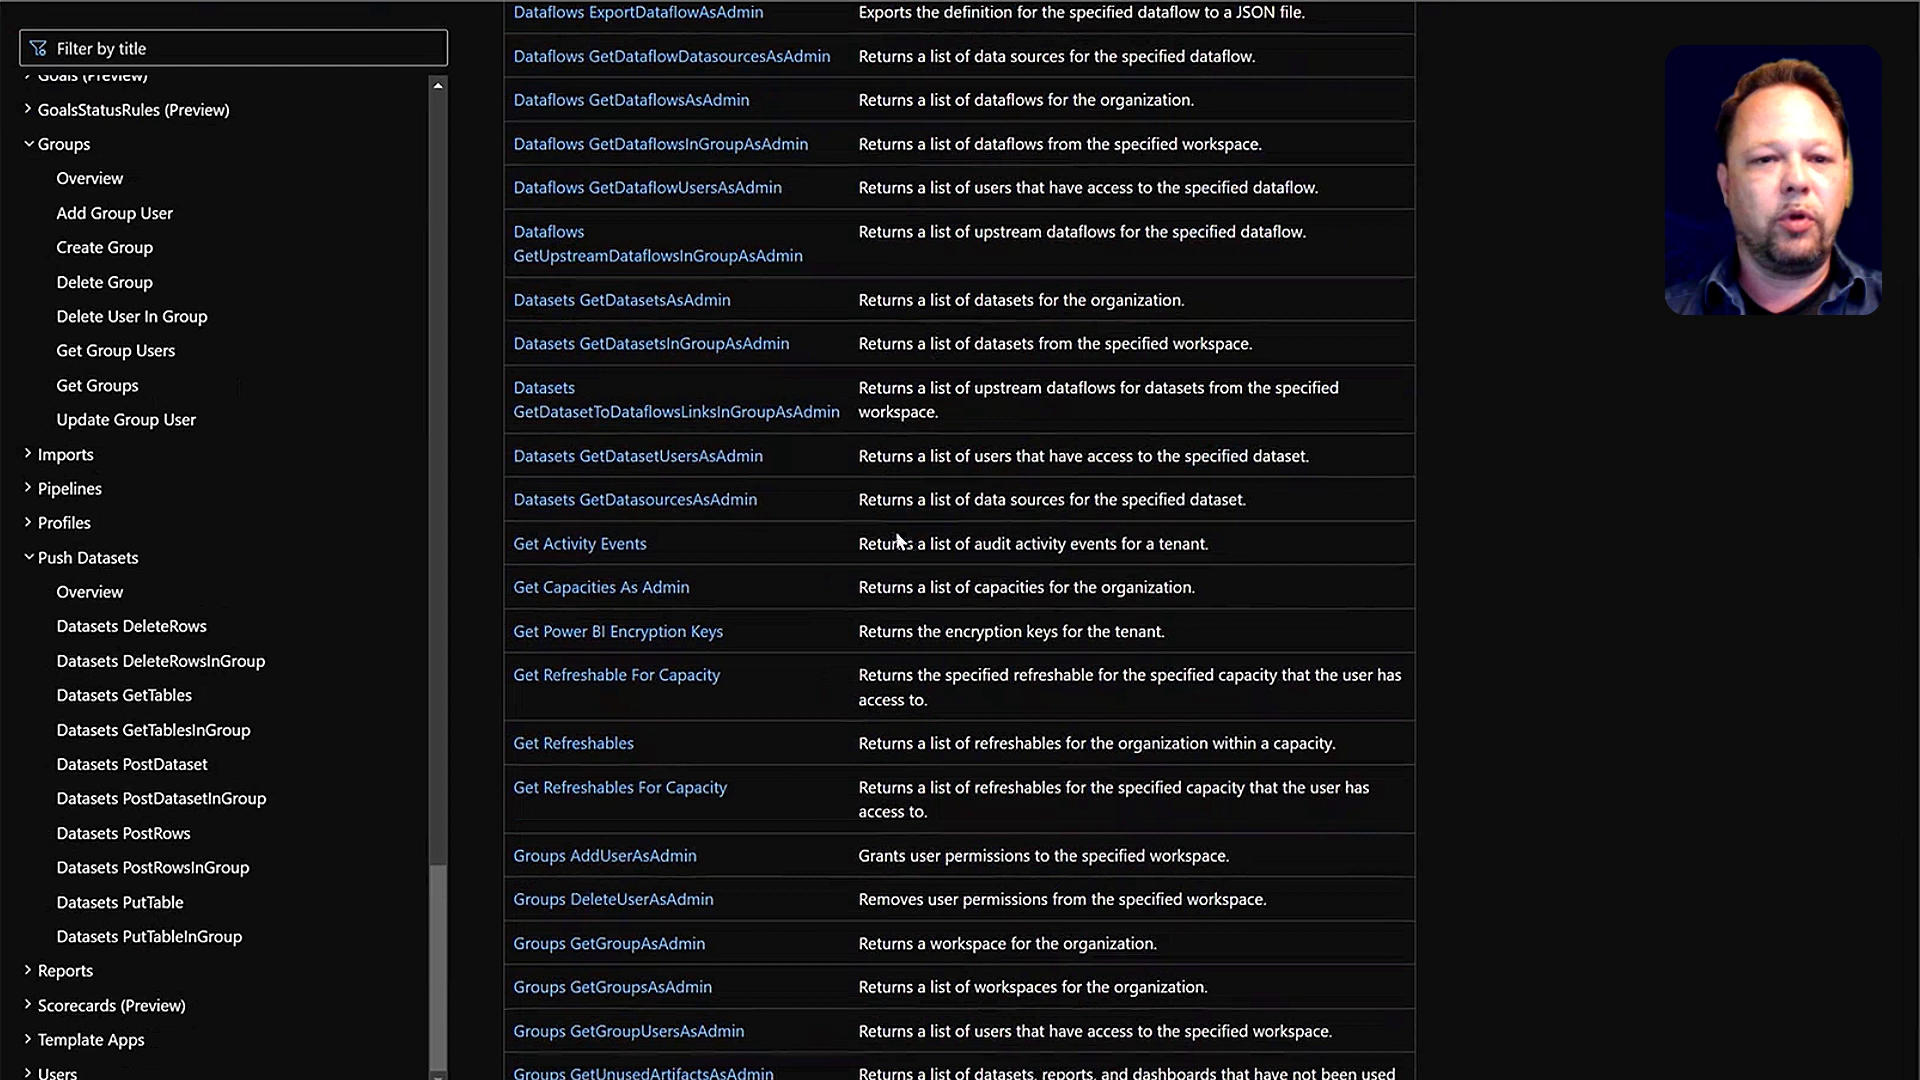 Filter by title
Goals (Preview)
GoalsStatusRules (Preview)
Groups
Overview
Add Group User
Create Group
Delete Group
Delete User In Group
Get Group Users
Get Groups
Update Group User
Imports
Pipelines
Profiles
Push Datasets
Overview
Datasets DeleteRows
Datasets DeleteRowsInGroup
Datasets GetTables
Datasets GetTablesInGroup
Datasets PostDataset
Datasets PostDatasetInGroup
Datasets PostRows
Datasets PostRowsInGroup
Datasets PutTable
Datasets PutTableInGroup
Reports
Scorecards (Preview)
Template Apps
Users
Dataflows ExportDataflowAsAdmin
Exports the definition for the specified dataflow to a JSON file.
Dataflows GetDataflowDatasourcesAsAdmin
Returns a list of data sources for the specified dataflow.
Dataflows GetDataflowsAsAdmin
Returns a list of dataflows for the organization.
Dataflows GetDataflowsInGroupAsAdmin
Returns a list of dataflows from the specified workspace.
Dataflows GetDataflowUsersAsAdmin
Returns a list of users that have access to the specified dataflow.
Dataflows
GetUpstreamDataflowsInGroupAsAdmin
Returns a list of upstream dataflows for the specified dataflow.
Datasets GetDatasetsAsAdmin
Returns a list of datasets for the organization.
Datasets GetDatasetsInGroupAsAdmin
Returns a list of datasets from the specified workspace.
Datasets
GetDatasetToDataflowsLinksInGroupAsAdmin
Returns a list of upstream dataflows for datasets from the specified
workspace.
Datasets GetDatasetUsersAsAdmin
Returns a list of users that have access to the specified dataset.
Datasets GetDatasourcesAsAdmin
Returns a list of data sources for the specified dataset.
Get Activity Events
Returns a list of audit activity events for a tenant.
Get Capacities As Admin
Returns a list of capacities for the organization.
Get Power BI Encryption Keys
Returns the encryption keys for the tenant.
Get Refreshable For Capacity
Returns the specified refreshable for the specified capacity that the user has
access to.
Get Refreshables
Returns a list of refreshables for the organization within a capacity.
Get Refreshables For Capacity
Returns a list of refreshables for the specified capacity that the user has
access to.
Groups AddUserAsAdmin
Grants user permissions to the specified workspace.
Groups DeleteUserAsAdmin
Removes user permissions from the specified workspace.
Groups GetGroupAsAdmin
Returns a workspace for the organization.
Groups GetGroupsAsAdmin
Returns a list of workspaces for the organization.
Groups GetGroupUsersAsAdmin
Returns a list of users that have access to the specified workspace.
Groups GetUnusedArtifactsAsAdmin
Returns a list of datasets, reports, and dashboards that have not been used